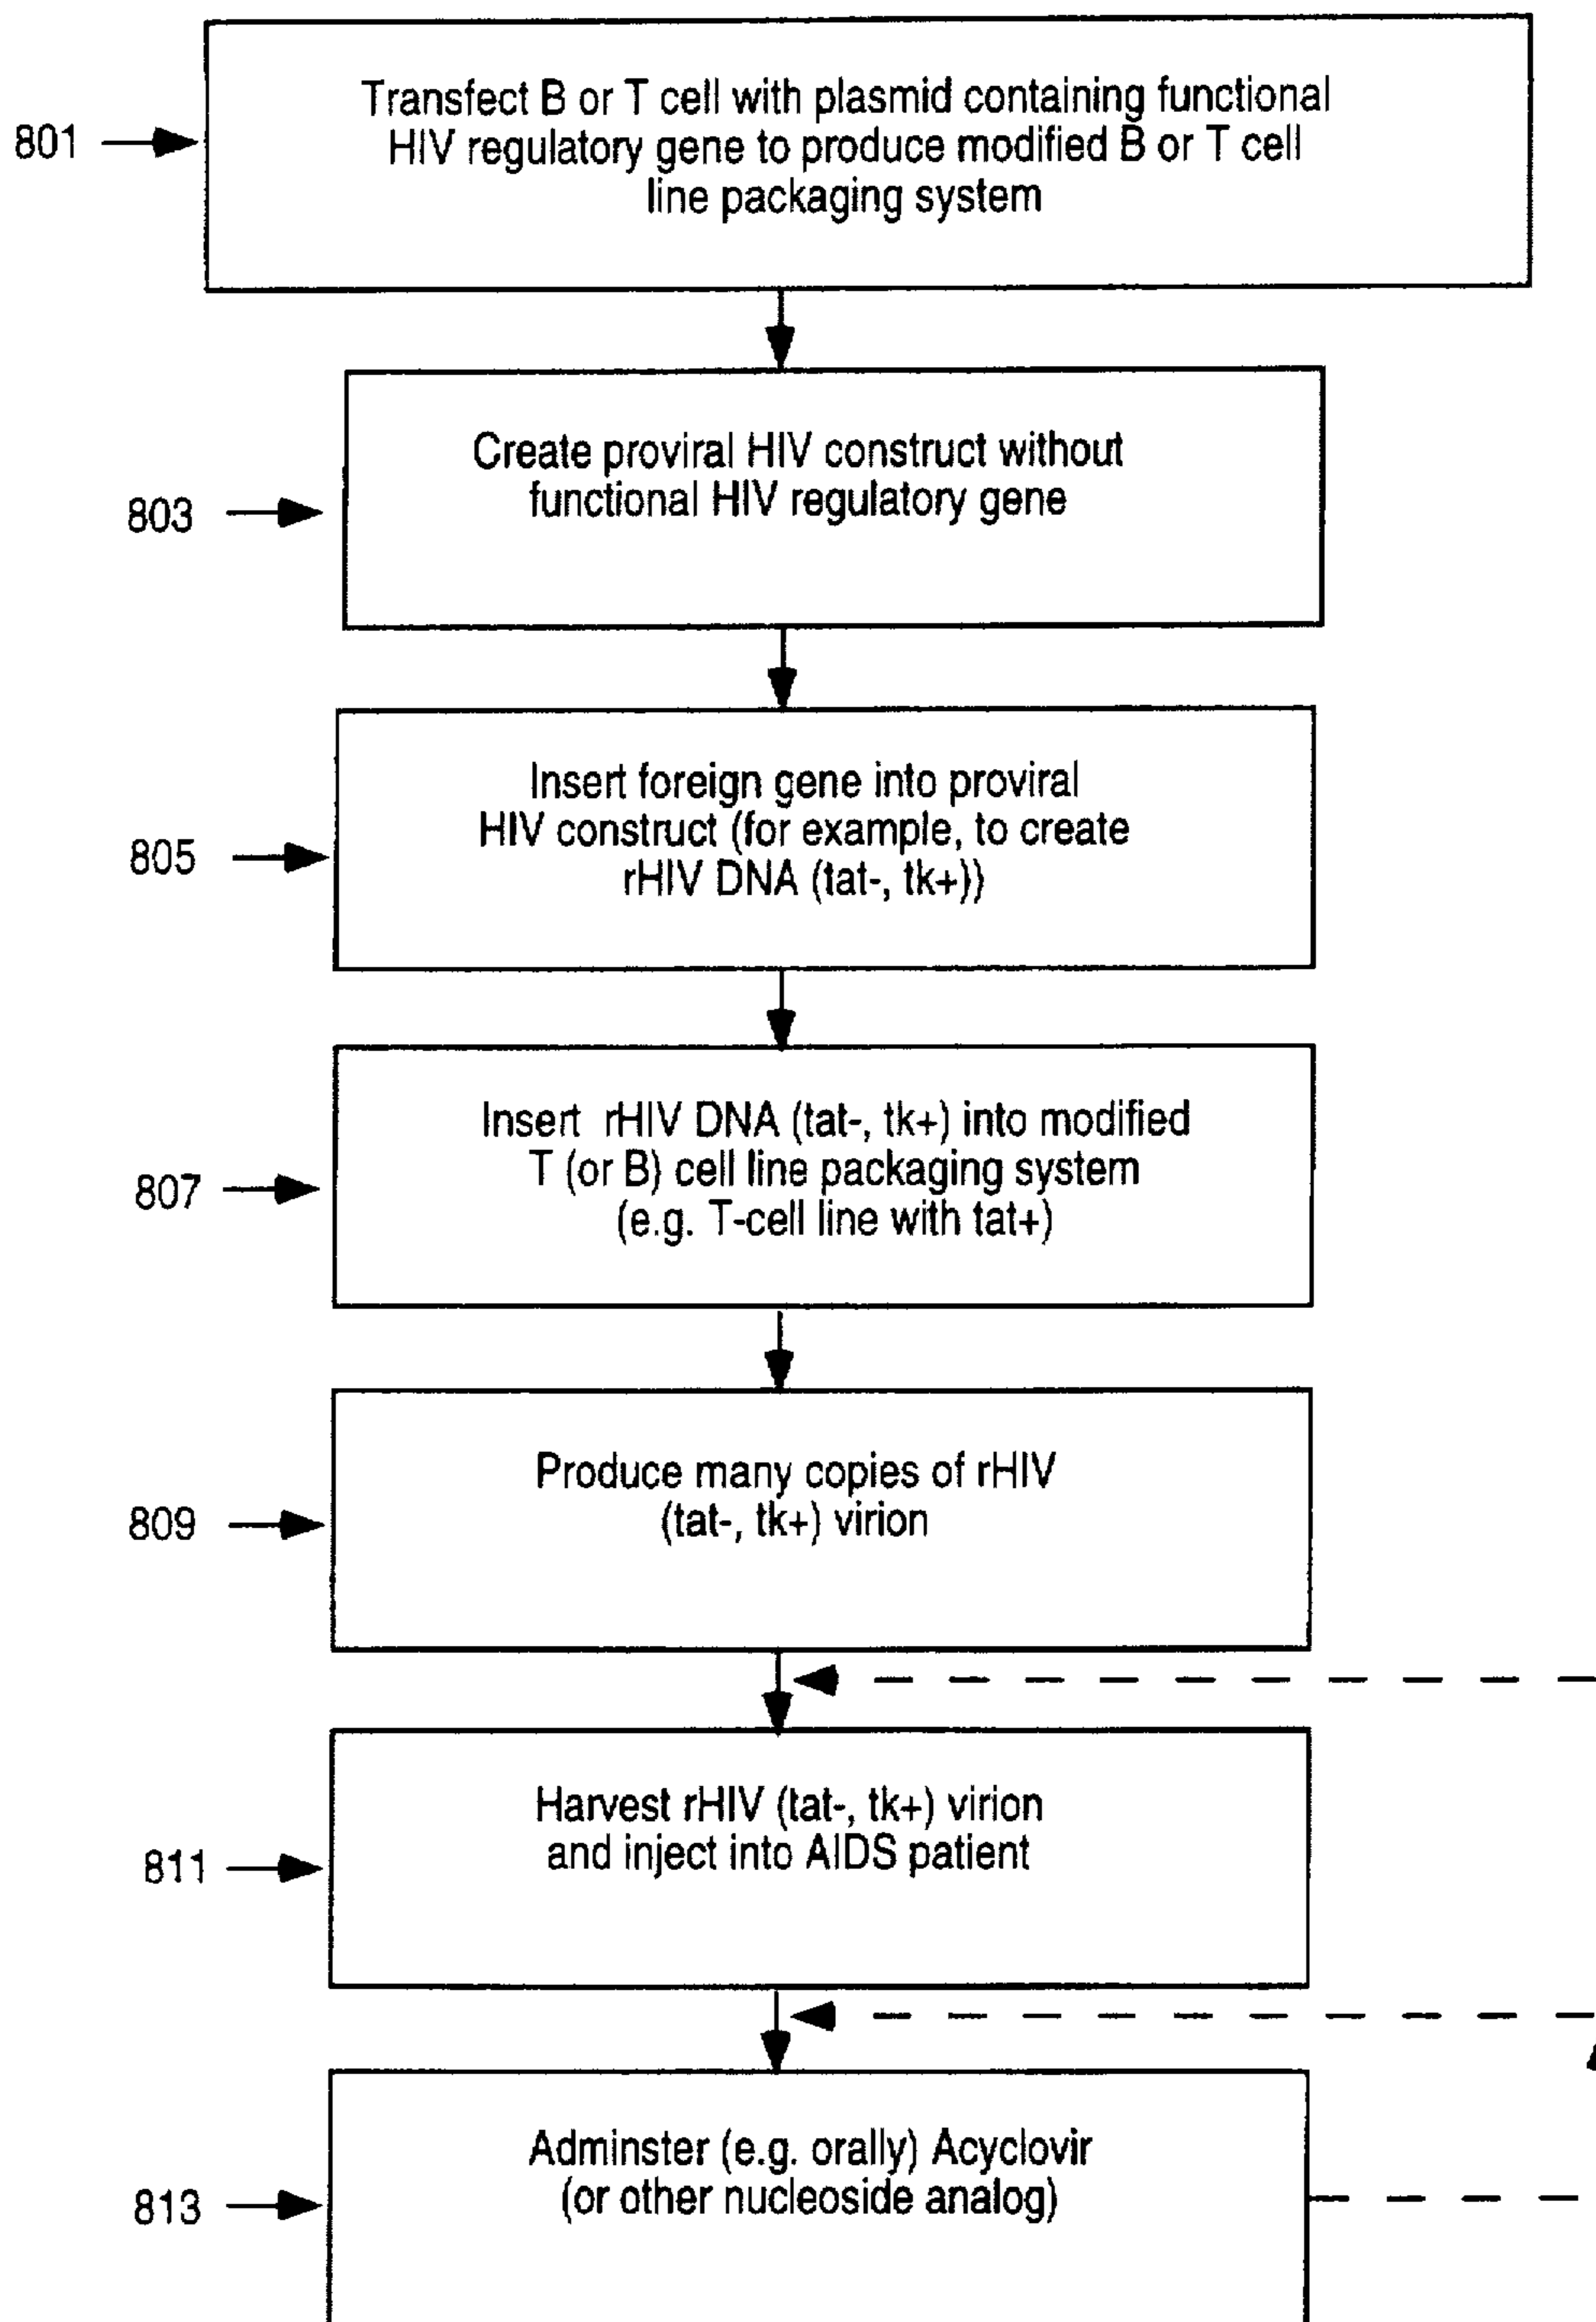 801
Transfect B or T cell with plasmid containing functional
HIV regulatory gene to produce modified B or T cell
line packaging system
803
Create proviral HIV construct without
functional HIV regulatory gene
805
Insert foreign gene into proviral
HIV construct (for example, to create
rHIV DNA (tat-, tk+))
807
Insert rHIV DNA (tat-, tk+) into modified
T (or B) cell line packaging system
(e.g. T-cell line with tat+)
809
Produce many copies of rHIV
(tat-, tk+) virion
811
Harvest rHIV (tat-, tk+) virion
and inject into AIDS patient
813
Adminster (e.g. orally) Acyclovir
(or other nucleoside analog)